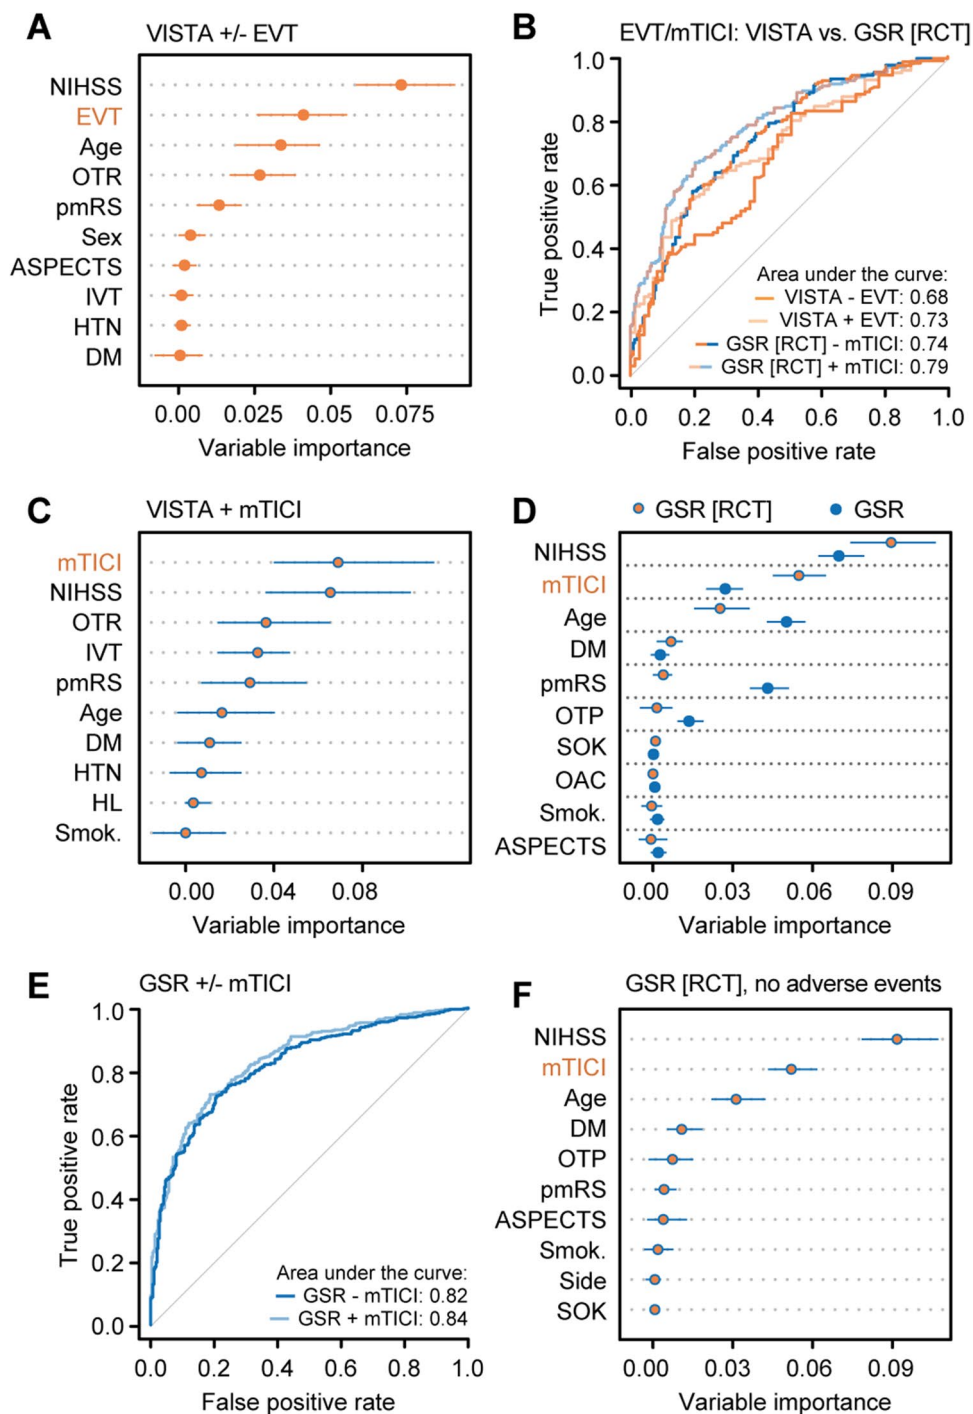 A
VISTA +/- EVT
NIHSS
EVT
Age
OTR
pmRS
Sex
ASPECTS
IVT
HTN
DM
0.00 0.025 0.05 0.075
Variable importance
B
EVT/mTICI: VISTA vs. GSR [RCT]
1.0
0.8
0.6
0.4
0.2
0.0
True positive rate
Area under the curve:
VISTA - EVT: 0.68
VISTA + EVT: 0.73
GSR [RCT] - mTICI: 0.74
GSR [RCT] + mTICI: 0.79
0.0 0.2 0.4 0.6 0.8 1.0
False positive rate
C
VISTA + mTICI
mTICI
NIHSS
OTR
IVT
pmRS
Age
DM
HTN
HL
Smok.
0.00 0.04 0.08
Variable importance
D
GSR [RCT] GSR
NIHSS
mTICI
Age
DM
pmRS
OTP
SOK
OAC
Smok.
ASPECTS
0.00 0.03 0.06 0.09
Variable importance
E
GSR +/- mTICI
1.0
0.8
0.6
0.4
0.2
0.0
True positive rate
Area under the curve:
GSR - mTICI: 0.82
GSR + mTICI: 0.84
0.0 0.2 0.4 0.6 0.8 1.0
False positive rate
F
GSR [RCT], no adverse events
NIHSS
mTICI
Age
DM
OTP
pmRS
ASPECTS
Smok.
Side
SOK
0.00 0.03 0.06 0.09
Variable importance